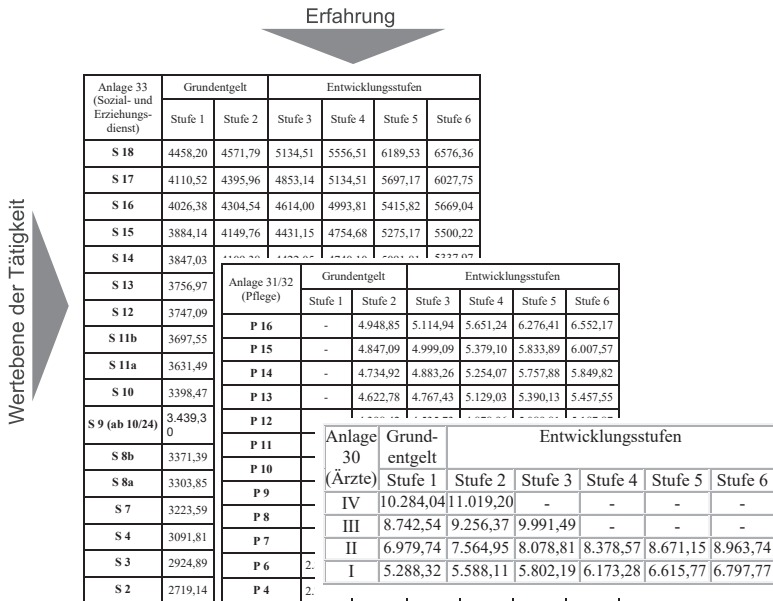 Erfahrung
Wertebene der Tätigkeit
Anlage 33 Grundentgelt Entwicklungsstufen
(Sozial- und
Erziehungs-
dienst) Stufe 1 Stufe 2 Stufe 3 Stufe 4 Stufe 5 Stufe 6
S 18 4458,20 4571,79 5134,51 5556,51 6189,53 6576,36
S 17 4110,52 4395,96 4853,14 5134,51 5697,17 6027,75
S 16 4026,38 4304,54 4614,00 4993,81 5415,82 5669,04
S 15 3884,14 4149,76 4431,15 4754,68 5275,17 5500,22
S 14 3847,03
S 13 3756,97
S 12 3747,09
S 11b 3697,55
S 11a 3631,49
S 10 3398,47
S 9 (ab 10/24) 3.439,3
0
S 8b 3371,39
S 8a 3303,85
S 7 3223,59
S 4 3091,81
S 3 2924,89
S 2 2719,14
Anlage 31/32 Grundentgelt Entwicklungsstufen
(Pflege) Stufe 1 Stufe 2 Stufe 3 Stufe 4 Stufe 5 Stufe 6
P 16 - 4.948,85 5.114,94 5.651,24 6.276,41 6.552,17
P 15 - 4.847,09 4.999,09 5.379,10 5.833,89 6.007,57
P 14 - 4.734,92 4.883,26 5.254,07 5.757,88 5.849,82
P 13 - 4.622,78 4.767,43 5.129,03 5.390,13 5.457,55
P 12
P 11
P 10
P 9
P 8
P 7
P 6 2.
P 4 2.
Anlage Grund- Entwicklungsstufen
30 entgelt
(Ärzte) Stufe 1 Stufe 2 Stufe 3 Stufe 4 Stufe 5 Stufe 6
IV 10.284,04 11.019,20 - - - -
III 8.742,54 9.256,37 9.991,49 - - -
II 6.979,74 7.564,95 8.078,81 8.378,57 8.671,15 8.963,74
I 5.288,32 5.588,11 5.802,19 6.173,28 6.615,77 6.797,77